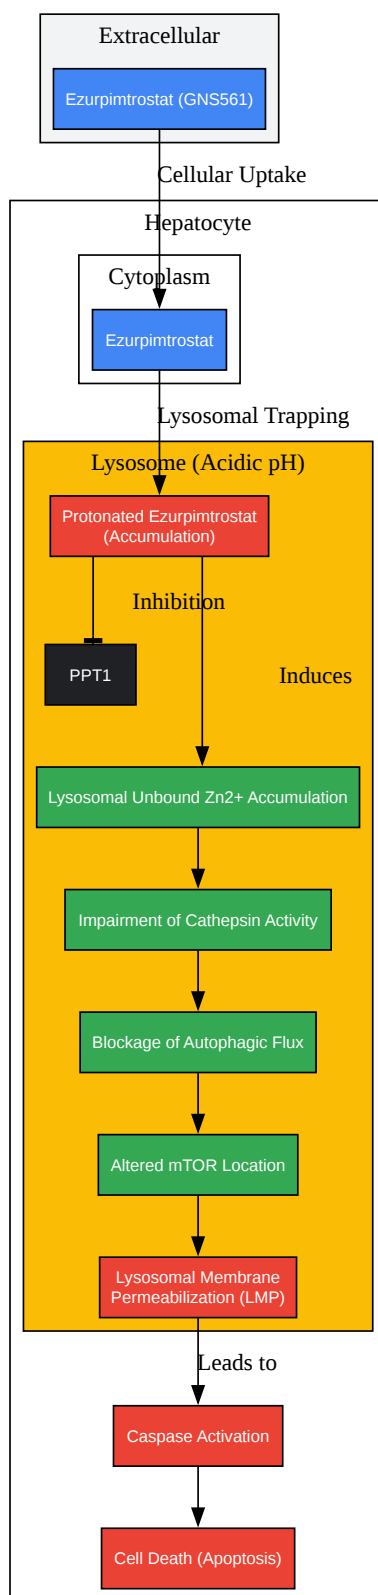 Extracellular
Ezurpimtrostat (GNS561)
Cellular Uptake
Hepatocyte
Cytoplasm
Ezurpimtrostat
Lysosomal Trapping
Lysosome (Acidic pH)
Protonated Ezurpimtrostat
(Accumulation)
Inhibition
PPT1
Induces
Lysosomal Unbound Zn2+ Accumulation
Impairment of Cathepsin Activity
Blockage of Autophagic Flux
Altered mTOR Location
Lysosomal Membrane
Permeabilization (LMP)
Leads to
Caspase Activation
Cell Death (Apoptosis)